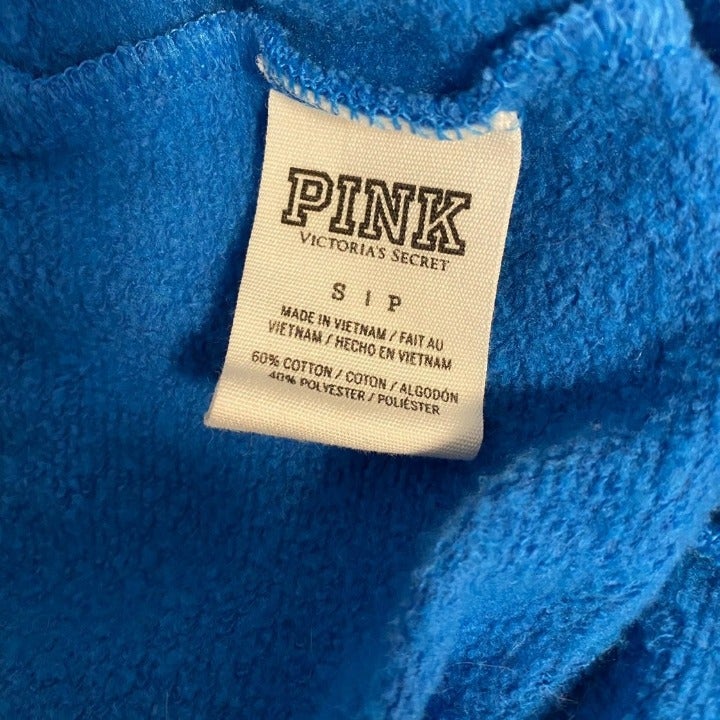 PINK
VICTORIA'S SECRET
S | P
MADE IN VIETNAM / FAIT AU
VIETNAM / HECHO EN VIETNAM
60% COTTON / COTON / ALGODÓN
40% POLYESTER / POLIÉSTER